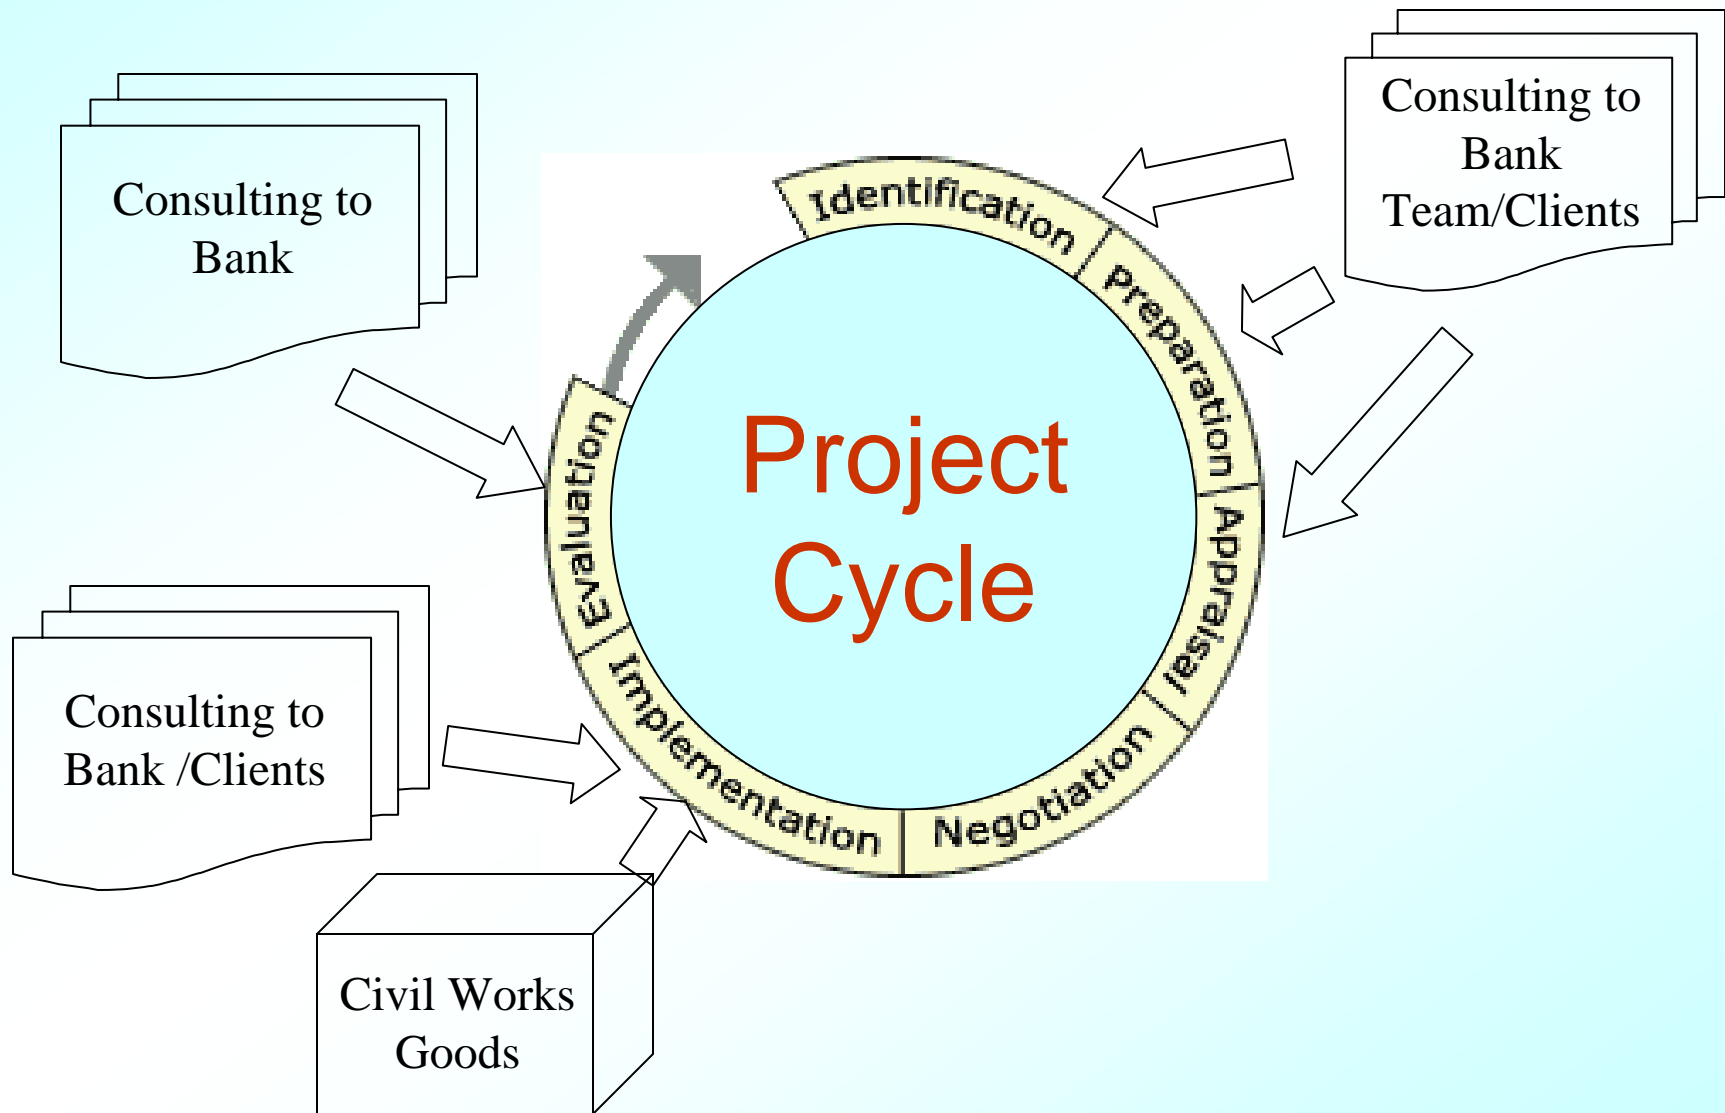 Consulting to
Bank
Consulting to
Bank
Team/Clients
Identification
Preparation
Appraisal
Negotiation
Implementation
Evaluation
Project
Cycle
Consulting to
Bank /Clients
Civil Works
Goods